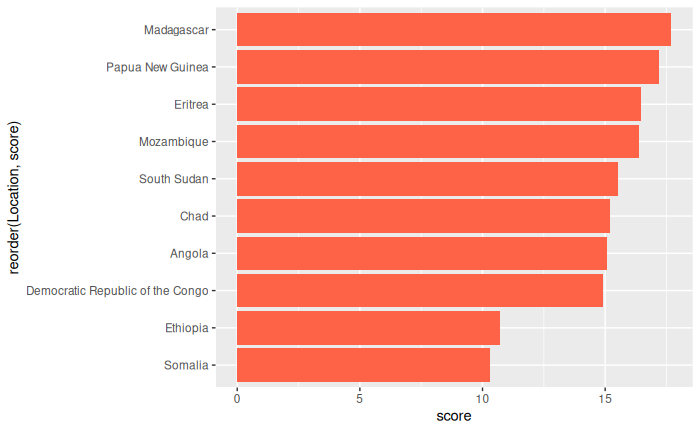 reorder(Location, score)
Madagascar
Papua New Guinea
Eritrea
Mozambique
South Sudan
Chad
Angola
Democratic Republic of the Congo
Ethiopia
Somalia
0 5 10 15
score